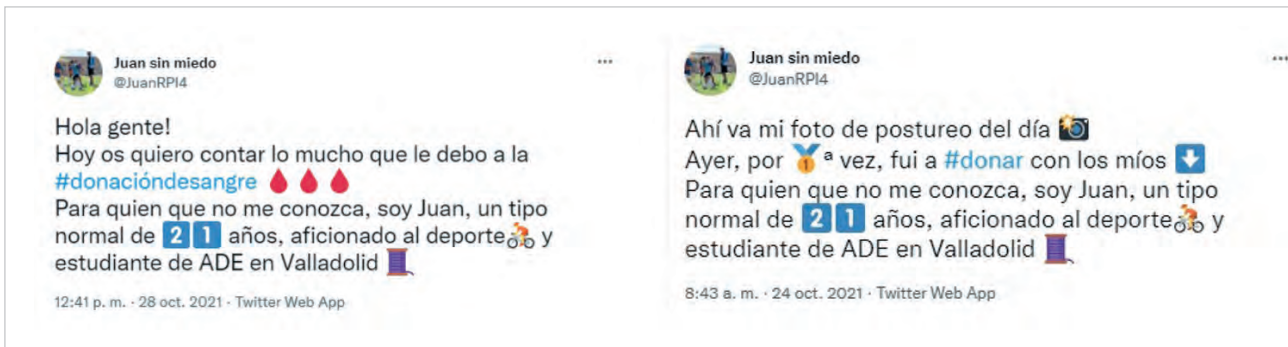 Juan sin miedo
@JuanRPI4
Hola gente!
Hoy os quiero contar lo mucho que le debo a la
#donacióndesangre 🩸🩸🩸
Para quien que no me conozca, soy Juan, un tipo
normal de 2️⃣1️⃣ años, aficionado al deporte🚴 y
estudiante de ADE en Valladolid 🧵
12:41 p. m. · 28 oct. 2021 · Twitter Web App
Juan sin miedo
@JuanRPI4
Ahí va mi foto de postureo del día 📸
Ayer, por 🥇ª vez, fui a #donar con los míos ⬇️
Para quien que no me conozca, soy Juan, un tipo
normal de 2️⃣1️⃣ años, aficionado al deporte🚴 y
estudiante de ADE en Valladolid 🧵
8:43 a. m. · 24 oct. 2021 · Twitter Web App